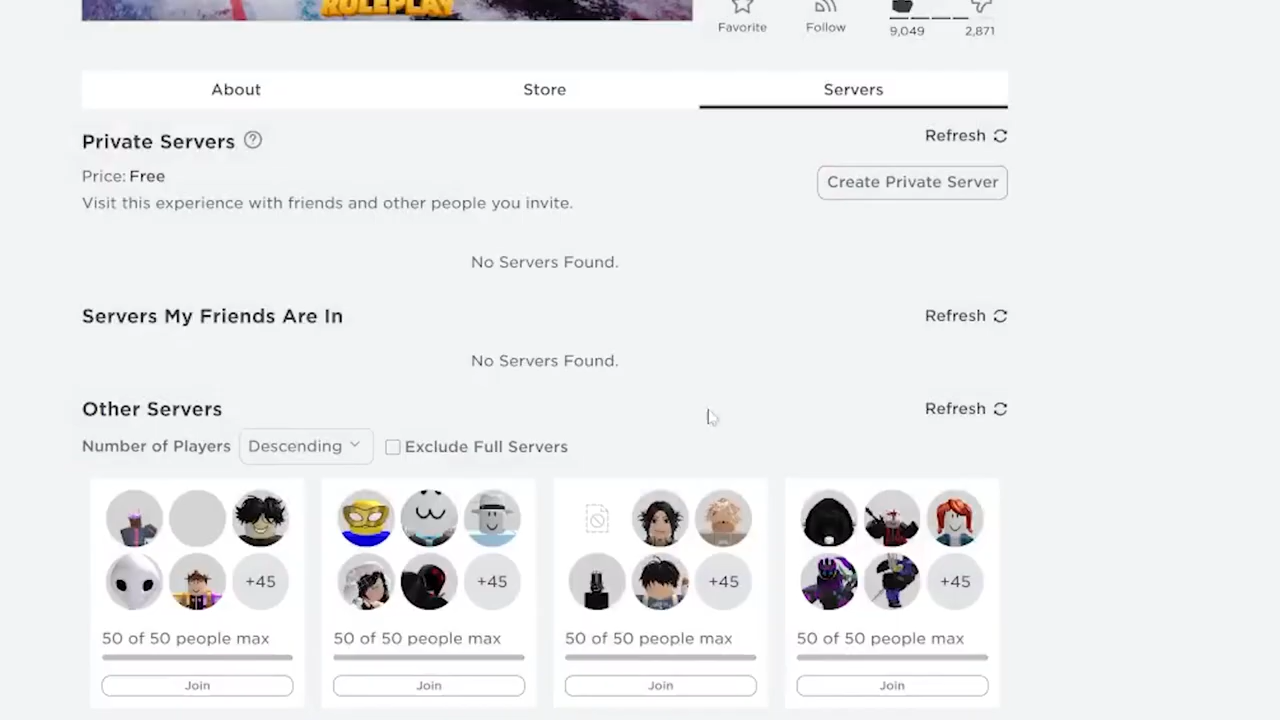 ROLEPLAY
Favorite Follow 9,049 2,871
About Store Servers
Private Servers Refresh
Price: Free Create Private Server
Visit this experience with friends and other people you invite.
No Servers Found.
Servers My Friends Are In Refresh
No Servers Found.
Other Servers Refresh
Number of Players Descending Exclude Full Servers
+45 +45 +45 +45
50 of 50 people max 50 of 50 people max 50 of 50 people max 50 of 50 people max
Join Join Join Join